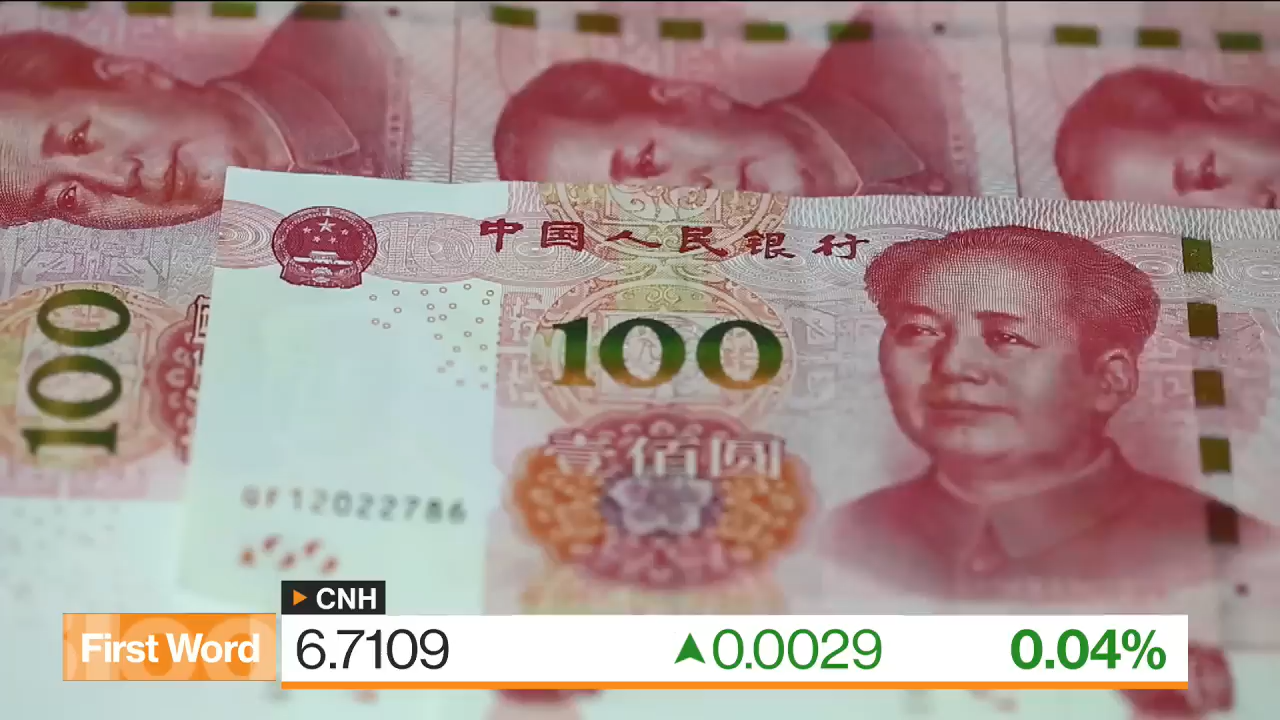 中国人民银行
100
100
壹佰圆
QF12022786
CNH
First Word
6.7109 ▲0.0029 0.04%